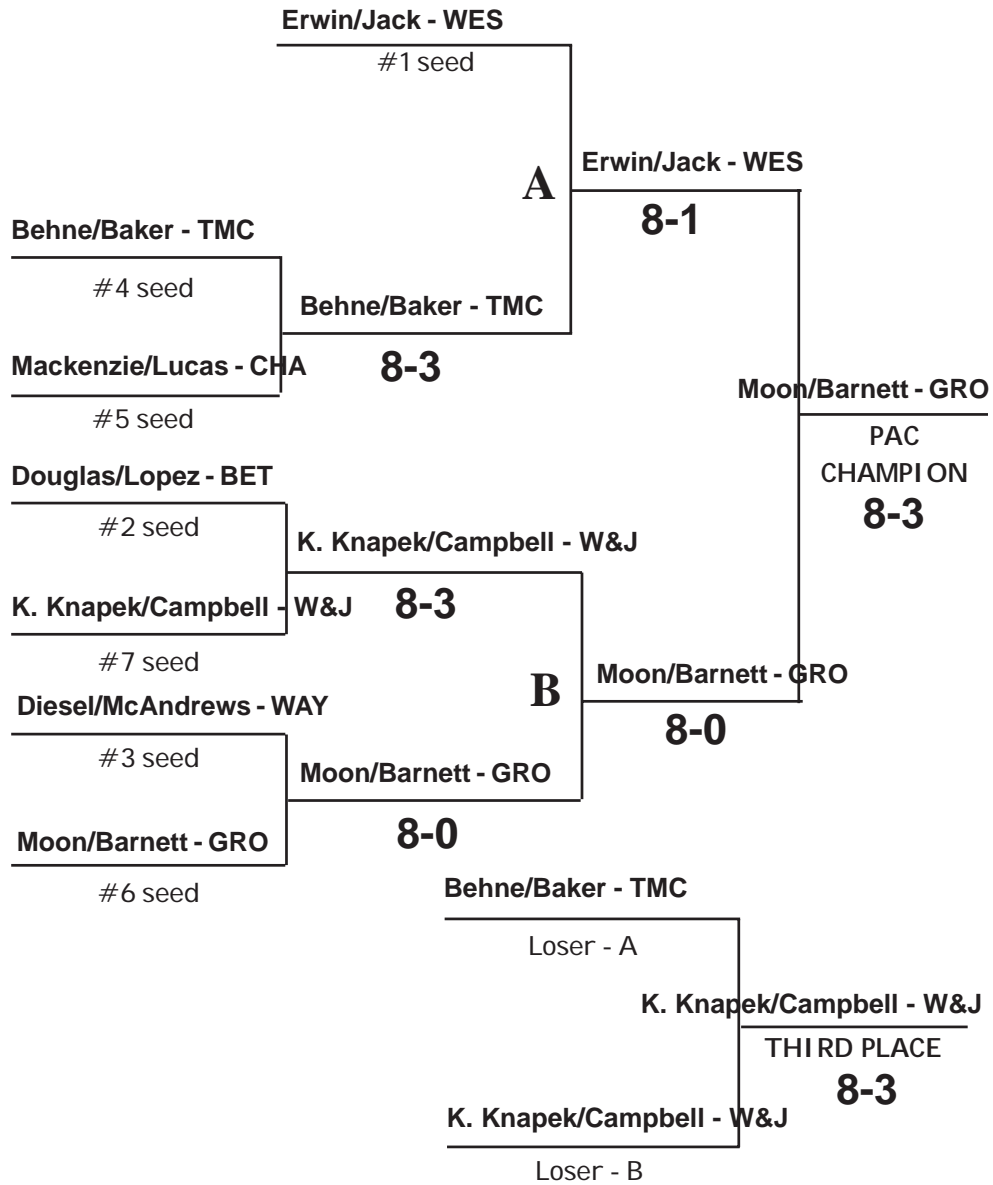 Erwin/Jack - WES
#1 seed
A
Erwin/Jack - WES
8-1
Behne/Baker - TMC
#4 seed
Behne/Baker - TMC
8-3
Mackenzie/Lucas - CHA
#5 seed
Moon/Barnett - GRO
PAC
CHAMPION
8-3
Douglas/Lopez - BET
#2 seed
K. Knapek/Campbell - W&J
8-3
K. Knapek/Campbell - W&J
#7 seed
B
Moon/Barnett - GRO
8-0
Diesel/McAndrews - WAY
#3 seed
Moon/Barnett - GRO
8-0
Moon/Barnett - GRO
#6 seed
Behne/Baker - TMC
Loser - A
K. Knapek/Campbell - W&J
THIRD PLACE
8-3
K. Knapek/Campbell - W&J
Loser - B